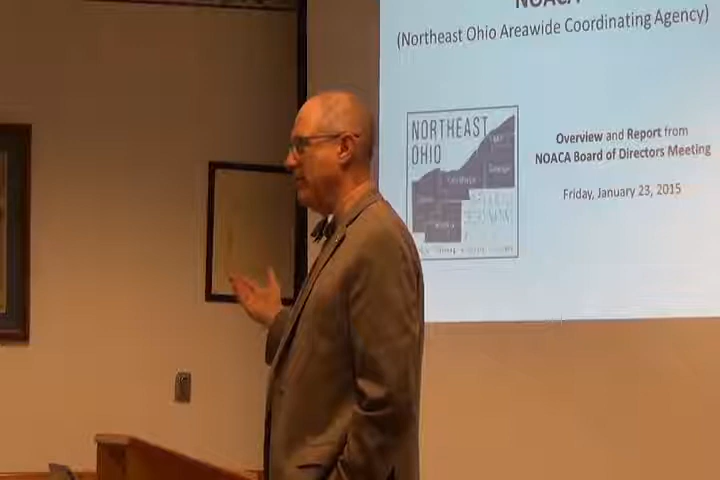 NOACA
(Northeast Ohio Areawide Coordinating Agency)
NORTHEAST
OHIO
Overview and Report from
NOACA Board of Directors Meeting
Friday, January 23, 2015